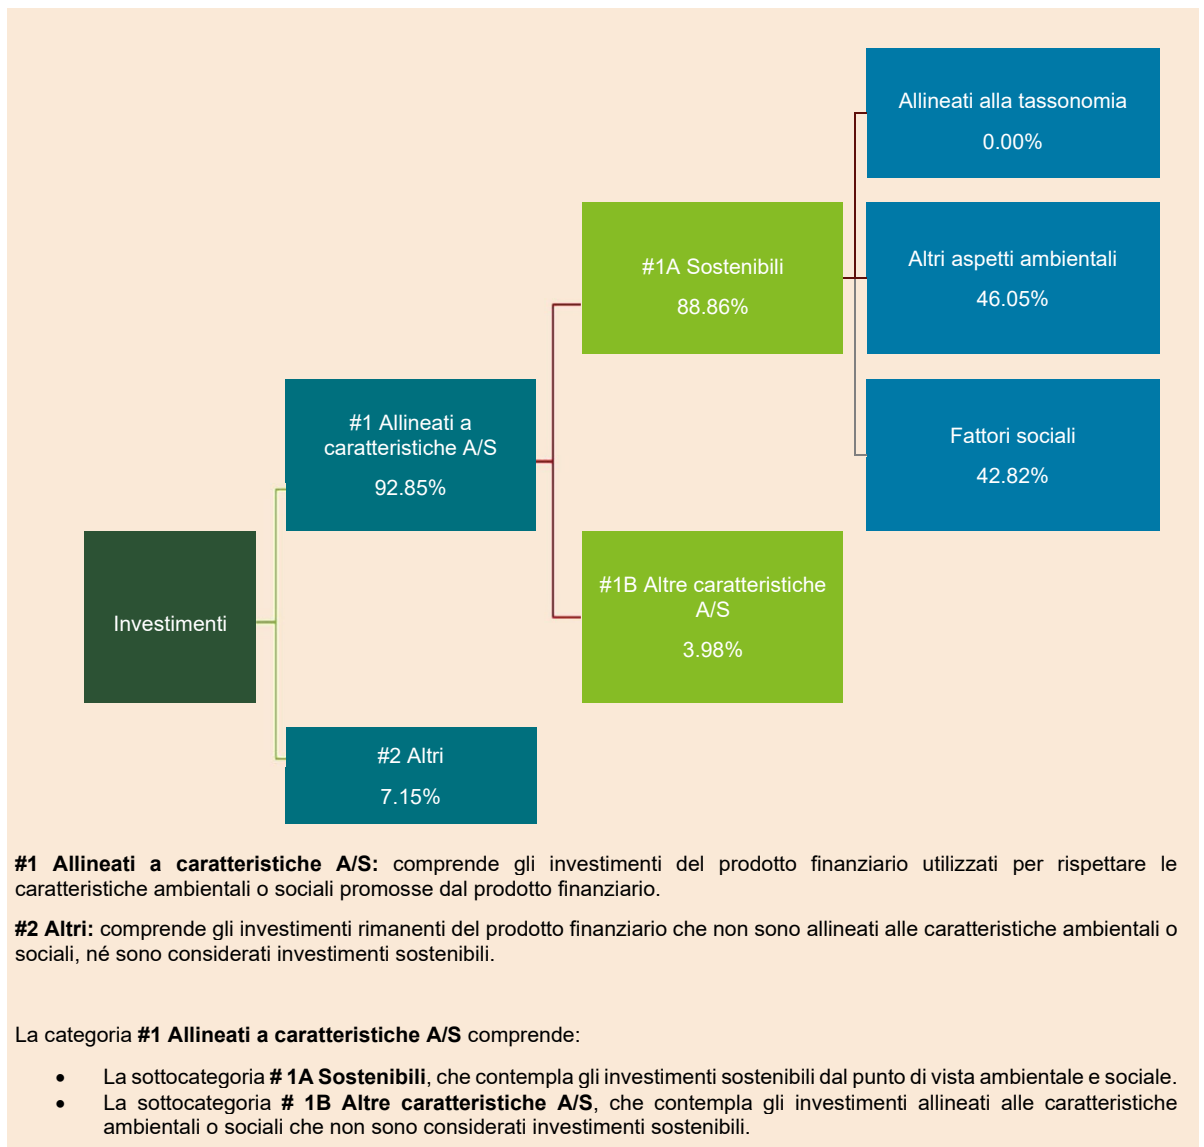 Allineati alla tassonomia
0.00%
#1A Sostenibili
88.86%
Altri aspetti ambientali
46.05%
#1 Allineati a
caratteristiche A/S
92.85%
Fattori sociali
42.82%
Investimenti
#1B Altre caratteristiche
A/S
3.98%
#2 Altri
7.15%
#1 Allineati a caratteristiche A/S: comprende gli investimenti del prodotto finanziario utilizzati per rispettare le
caratteristiche ambientali o sociali promosse dal prodotto finanziario.
#2 Altri: comprende gli investimenti rimanenti del prodotto finanziario che non sono allineati alle caratteristiche ambientali o
sociali, né sono considerati investimenti sostenibili.
La categoria #1 Allineati a caratteristiche A/S comprende:
• La sottocategoria # 1A Sostenibili, che contempla gli investimenti sostenibili dal punto di vista ambientale e sociale.
• La sottocategoria # 1B Altre caratteristiche A/S, che contempla gli investimenti allineati alle caratteristiche
ambientali o sociali che non sono considerati investimenti sostenibili.